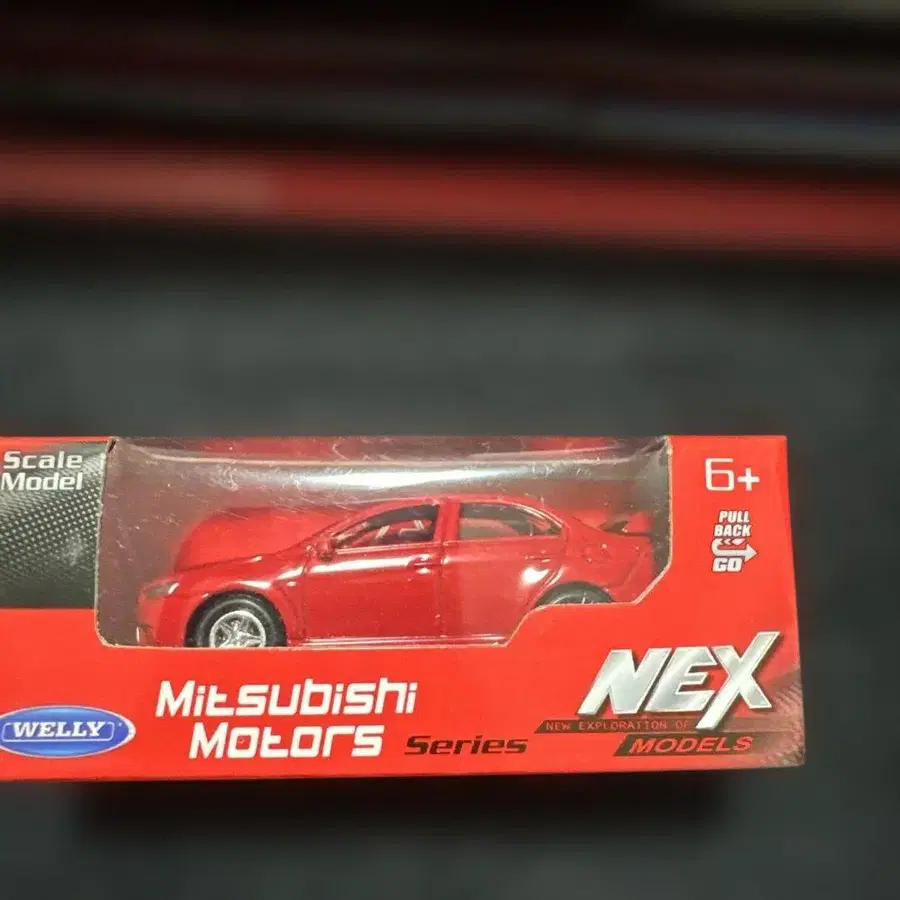 Scale
Model
6+
PULL
BACK
GO
WELLY
Mitsubishi
Motors Series
NEX
NEW EXPLORATION OF
MODELS